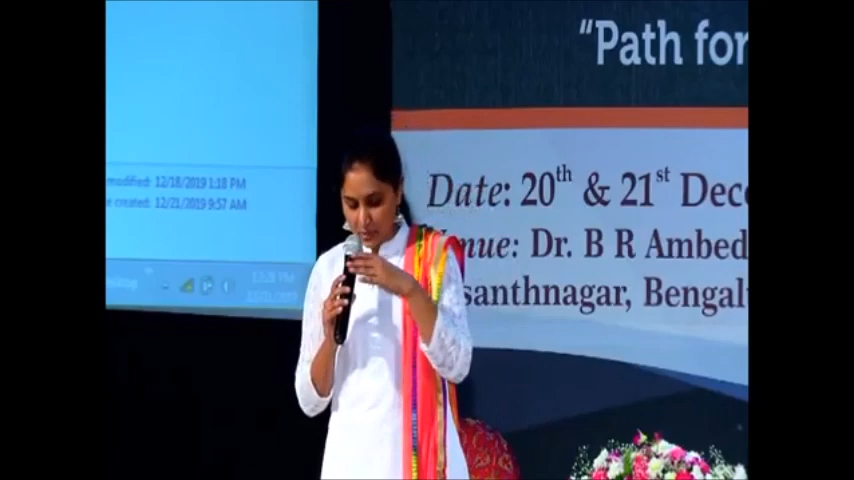 "Path for
Date: 20th & 21st Dece
nue: Dr. B R Ambed
santhnagar, Bengal
modified: 12/18/2019 1:18 PM
e created: 12/21/2019 9:57 AM